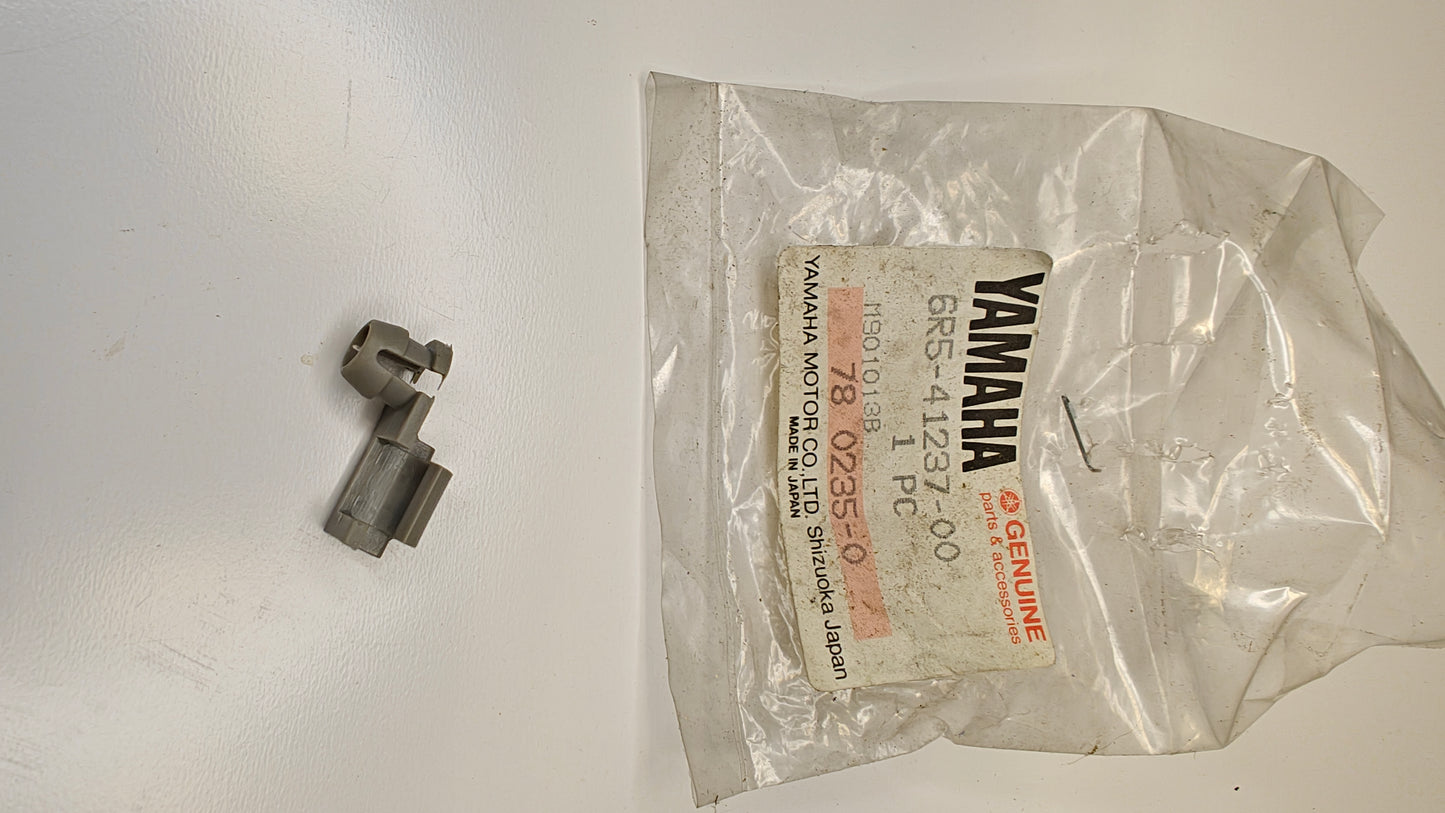 YAMAHA
GENUINE
parts & accessories
6R5-41237-00
1 PC
M901013B
78 0235-0
MADE IN JAPAN
YAMAHA MOTOR CO.,LTD. Shizuoka Japan